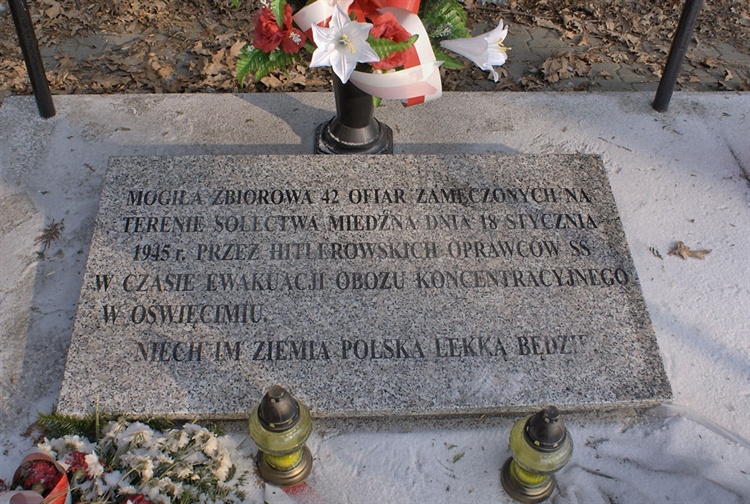 MOGIŁA ZBIOROWA 42 OFIAR ZAMĘCZONYCH NA
TERENIE SOŁECTWA MIEDŹNA DNIA 18 STYCZNIA
1945 r. PRZEZ HITLEROWSKICH OPRAWCÓW SS
W CZASIE EWAKUACJI OBOZU KONCENTRACYJNEGO
W OŚWIĘCIMIU.
NIECH IM ZIEMIA POLSKA LEKKĄ BĘDZIE